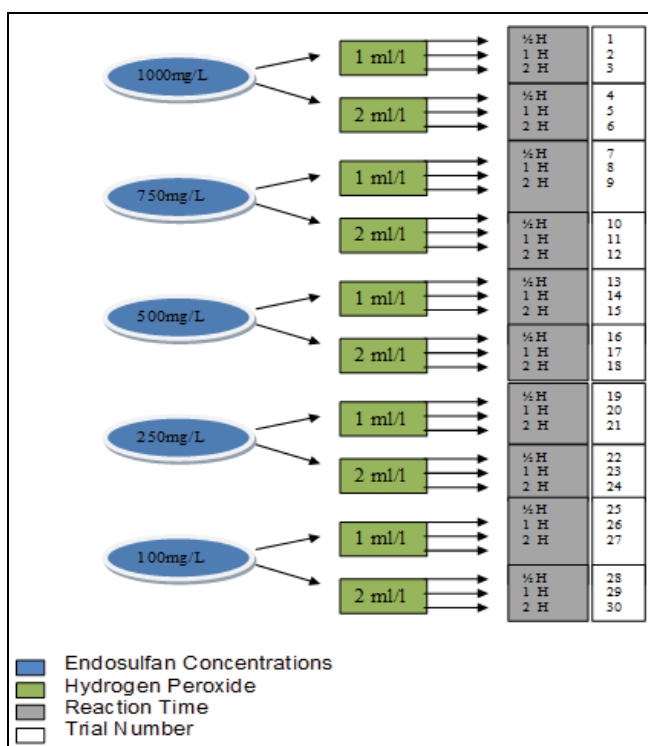 1000mg/L
1 ml/l
½ H 1
1 H 2
2 H 3
2 ml/l
½ H 4
1 H 5
2 H 6
750mg/L
1 ml/l
½ H 7
1 H 8
2 H 9
2 ml/l
½ H 10
1 H 11
2 H 12
500mg/L
1 ml/l
½ H 13
1 H 14
2 H 15
2 ml/l
½ H 16
1 H 17
2 H 18
250mg/L
1 ml/l
½ H 19
1 H 20
2 H 21
2 ml/l
½ H 22
1 H 23
2 H 24
100mg/L
1 ml/l
½ H 25
1 H 26
2 H 27
2 ml/l
½ H 28
1 H 29
2 H 30
Endosulfan Concentrations
Hydrogen Peroxide
Reaction Time
Trial Number